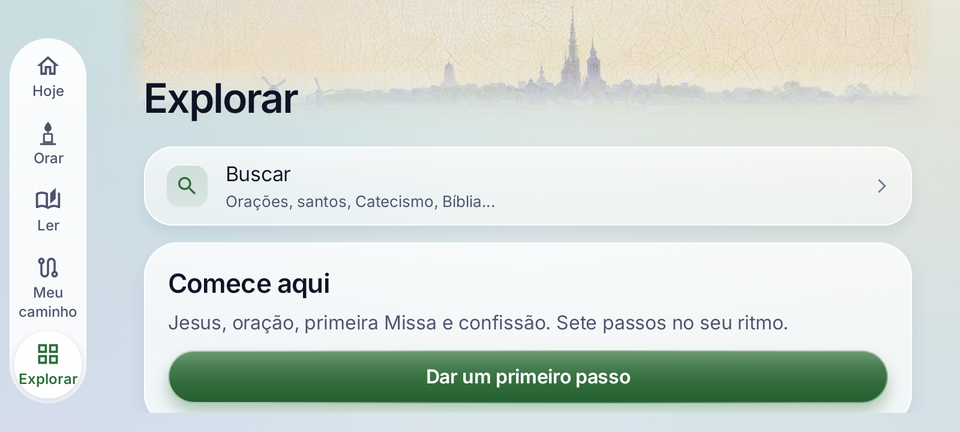 Hoje
Orar
Ler
Meu
caminho
Explorar
Explorar
Buscar
Orações, santos, Catecismo, Bíblia...
Comece aqui
Jesus, oração, primeira Missa e confissão. Sete passos no seu ritmo.
Dar um primeiro passo